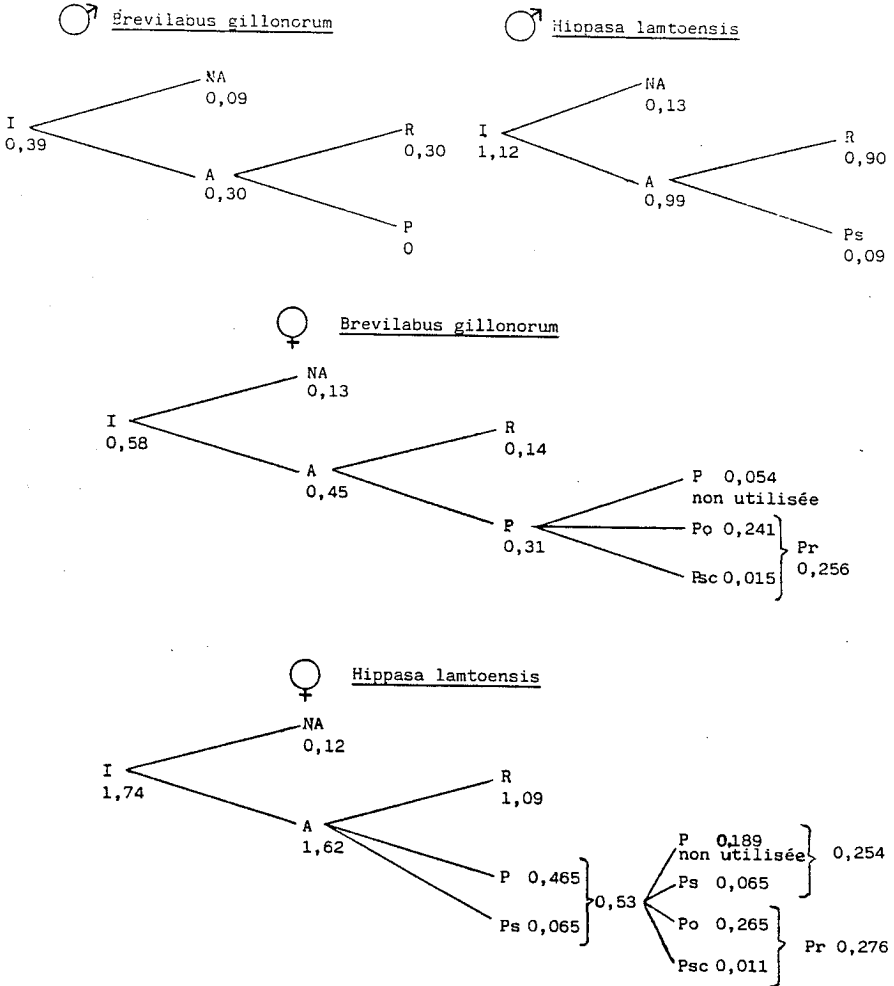 ♂ Brevilabus gillonorum
NA
0,09
I
0,39
A
0,30
R
0,30
P
0
♂ Hippasa lamtoensis
NA
0,13
I
1,12
A
0,99
R
0,90
Ps
0,09
♀ Brevilabus gillonorum
NA
0,13
I
0,58
A
0,45
R
0,14
P
0,31
P 0,054
non utilisée
Po 0,241
Psc 0,015
Pr
0,256
♀ Hippasa lamtoensis
NA
0,12
I
1,74
A
1,62
R
1,09
P 0,465
Ps 0,065
0,53
P 0,189
non utilisée
Ps 0,065
0,254
Po 0,265
Psc 0,011
Pr 0,276